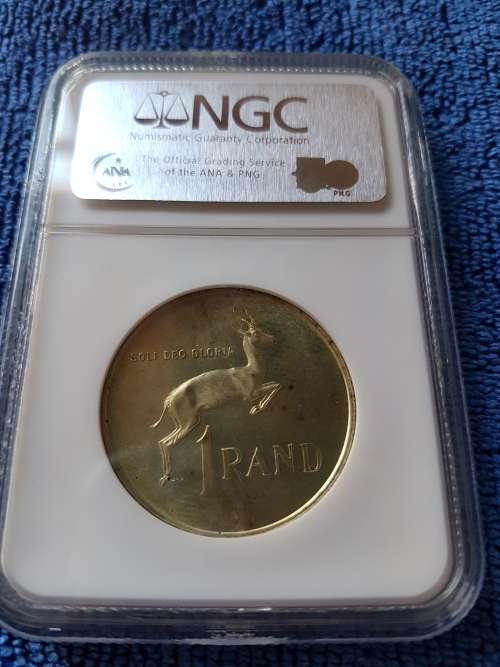 NGC
Numismatic Guaranty Corporation
The Official Grading Service
of the ANA & PNG
ANA
PNG
SOLI DEO GLORIA
1 RAND